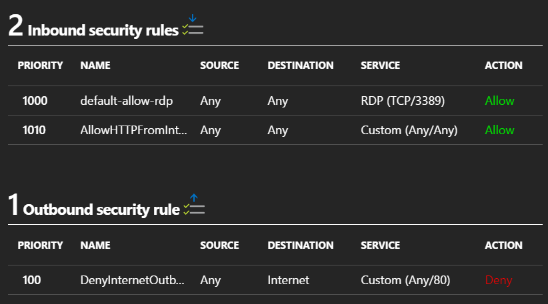 2 Inbound security rules
PRIORITY NAME SOURCE DESTINATION SERVICE ACTION
1000 default-allow-rdp Any Any RDP (TCP/3389) Allow
1010 AllowHTTPFromInt... Any Any Custom (Any/Any) Allow
1 Outbound security rule
PRIORITY NAME SOURCE DESTINATION SERVICE ACTION
100 DenyInternetOutb... Any Internet Custom (Any/80) Deny